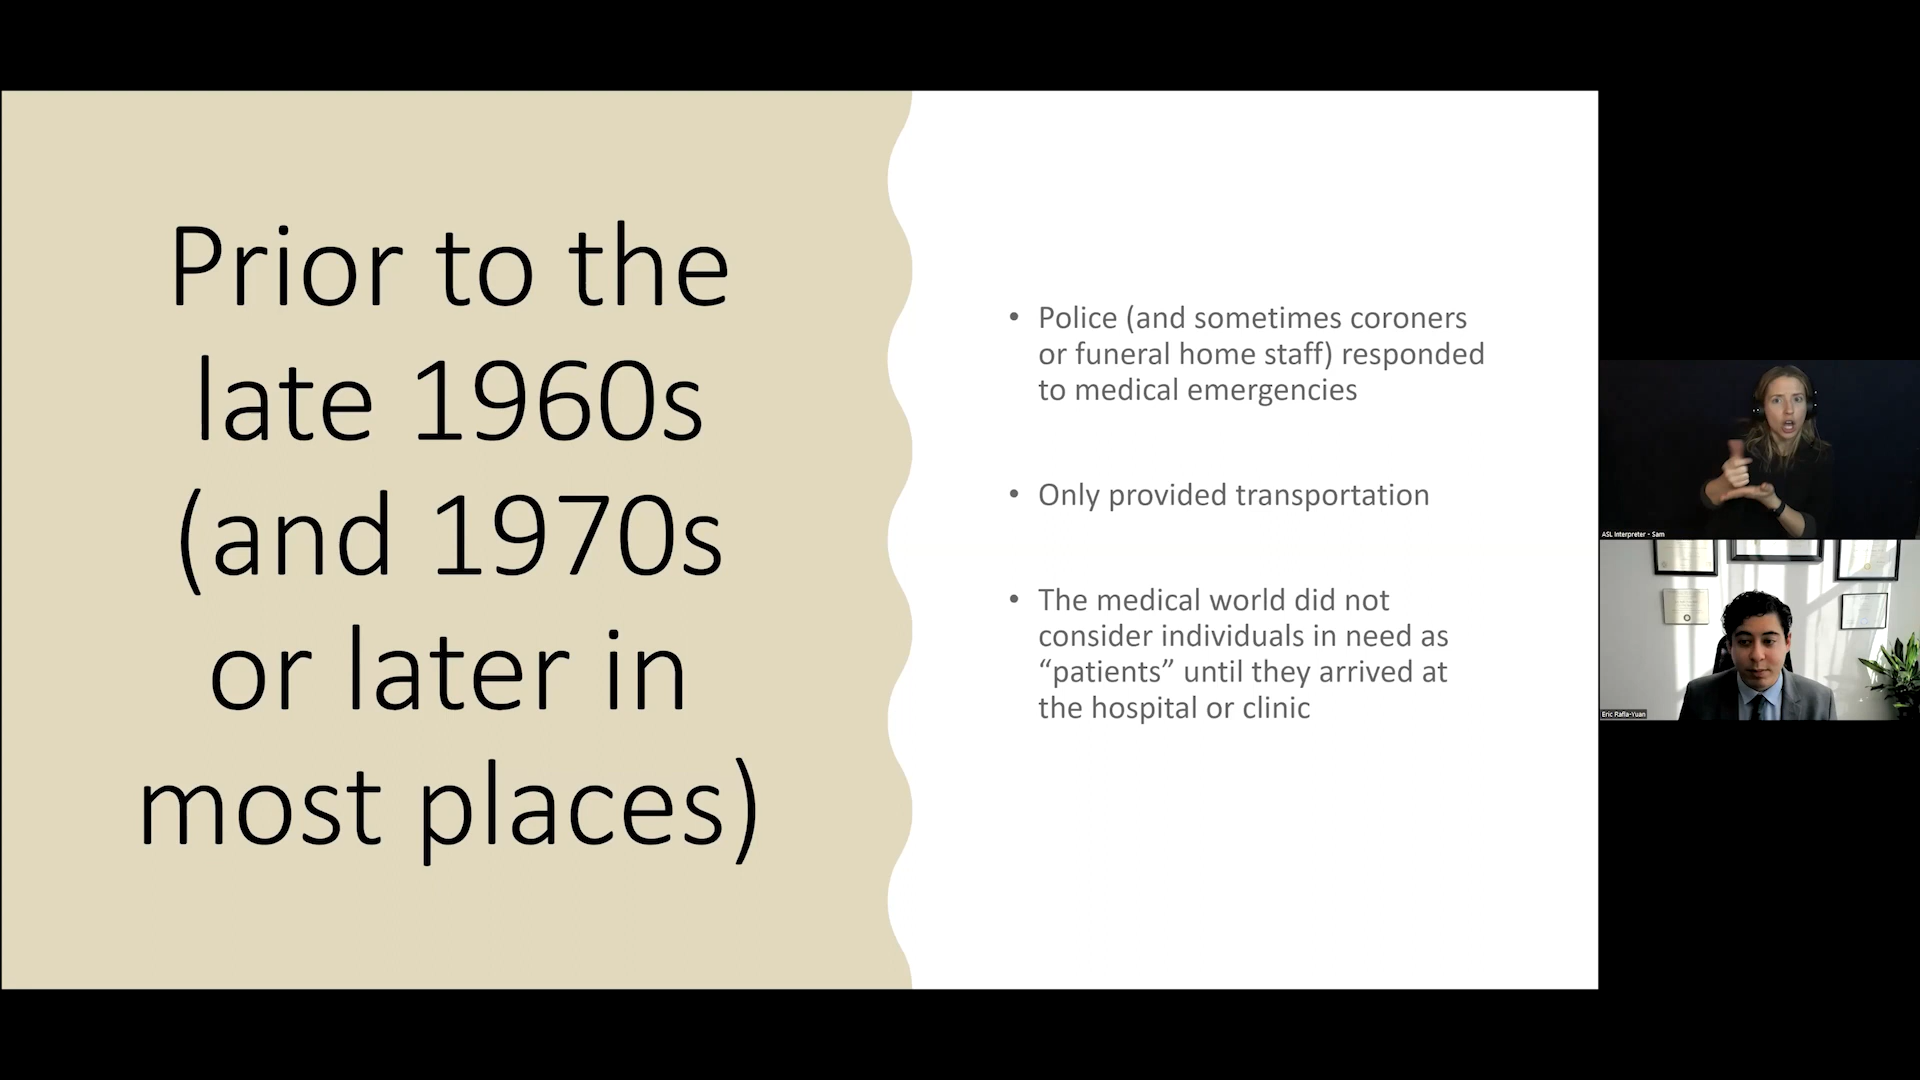 Prior to the
late 1960s
(and 1970s
or later in
most places)
• Police (and sometimes coroners
or funeral home staff) responded
to medical emergencies
• Only provided transportation
• The medical world did not
consider individuals in need as
“patients” until they arrived at
the hospital or clinic
ASL Interpreter - Sam
Eric Rafla-Yuan